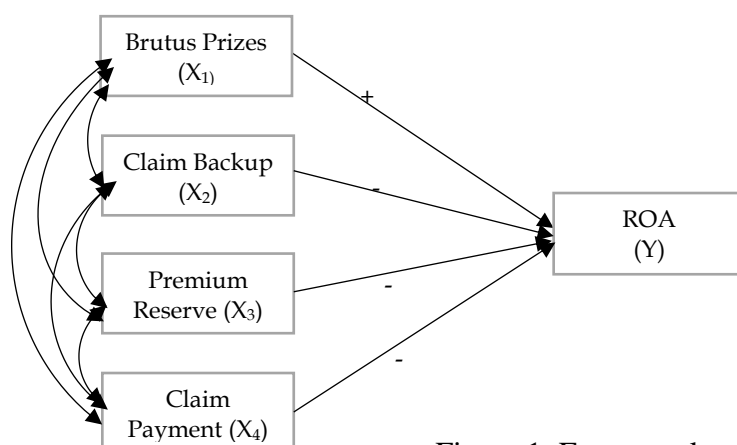 Brutus Prizes
(X₁)
+
Claim Backup
(X₂)
-
ROA
(Y)
Premium
Reserve (X₃)
-
Claim
Payment (X₄)
-
Figure 1. Framework